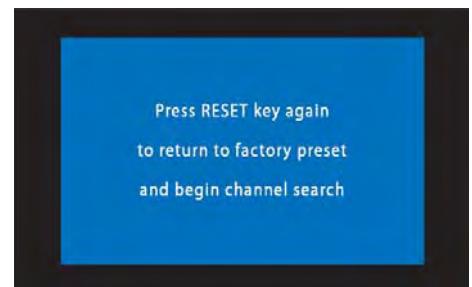 Press RESET key again
to return to factory preset
and begin channel search